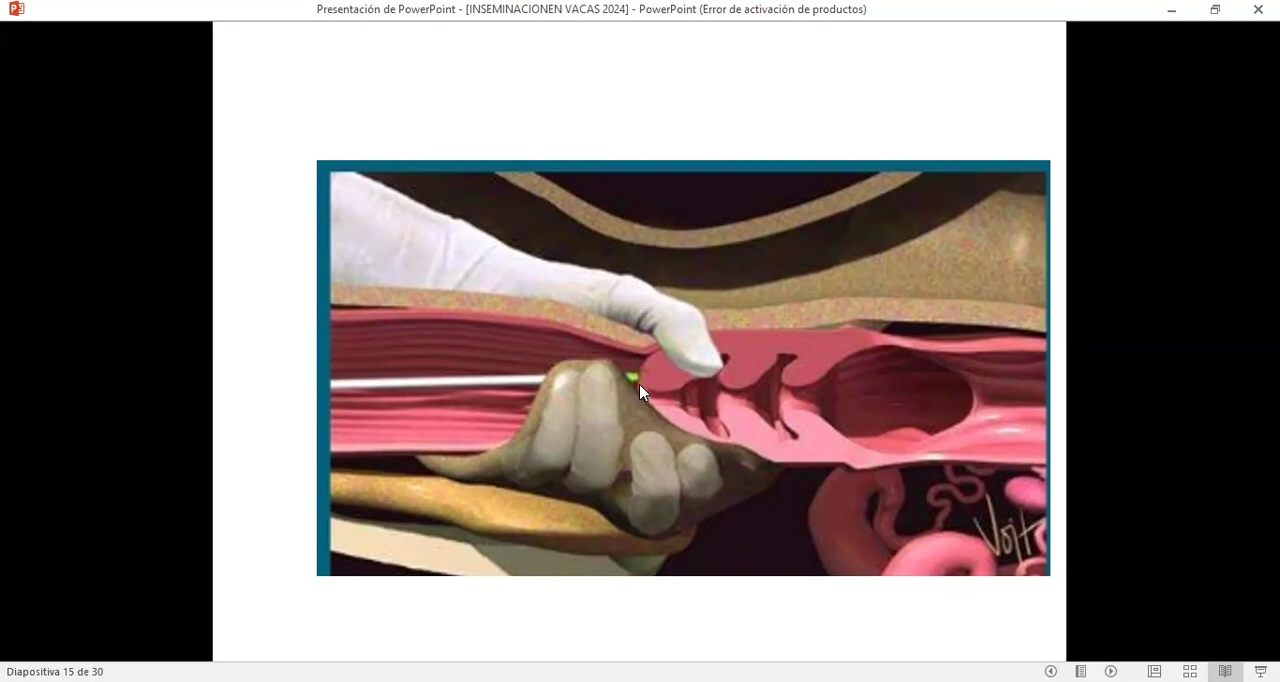 Presentación de PowerPoint - [INSEMINACIONEN VACAS 2024] - PowerPoint (Error de activación de productos)
Diapositiva 15 de 30